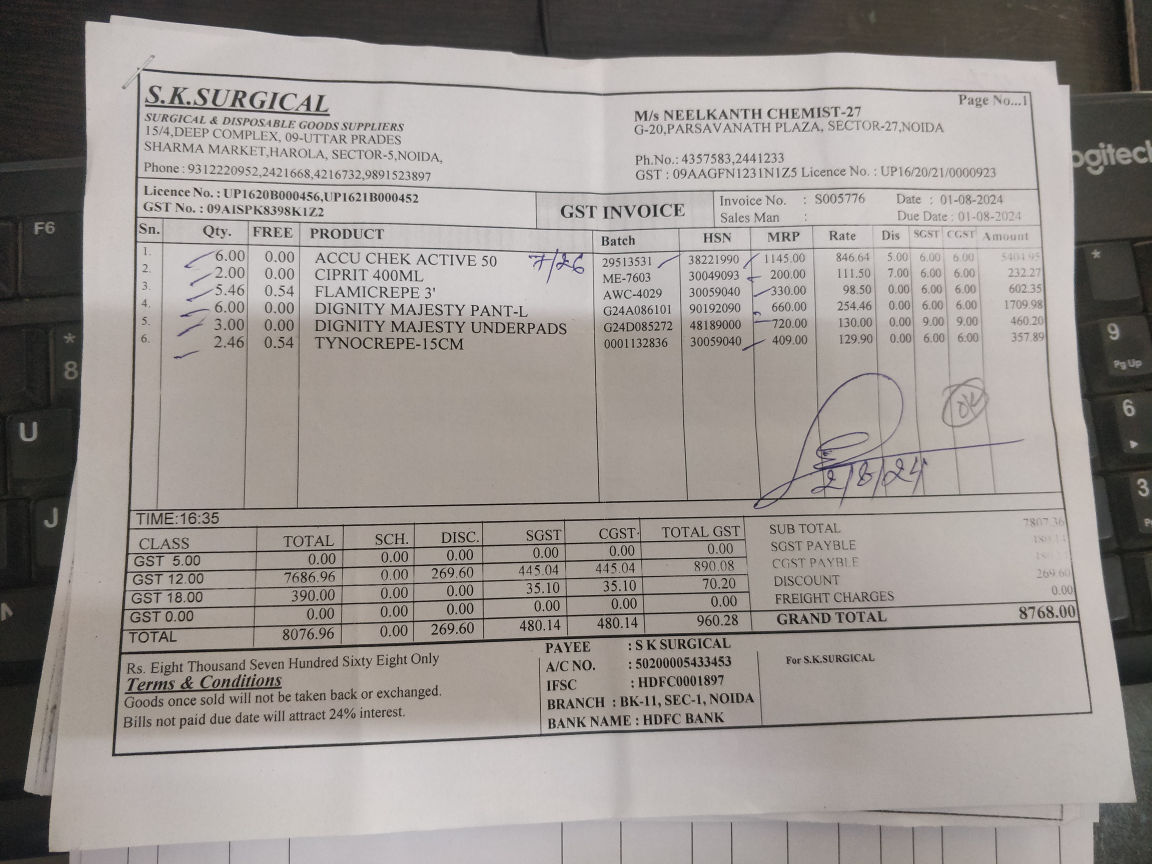 Page No...1
S.K.SURGICAL
SURGICAL & DISPOSABLE GOODS SUPPLIERS
15/4,DEEP COMPLEX, 09-UTTAR PRADES
SHARMA MARKET,HAROLA, SECTOR-5,NOIDA,
Phone : 9312220952,2421668,4216732,9891523897
M/s NEELKANTH CHEMIST-27
G-20,PARSAVANATH PLAZA, SECTOR-27,NOIDA
Ph.No.: 4357583,2441233
GST : 09AAGFN1231N1Z5 Licence No. : UP16/20/21/0000923
Licence No. : UP1620B000456,UP1621B000452
GST No. : 09AISPK8398K1Z2
GST INVOICE
Invoice No. : S005776 Date : 01-08-2024
Sales Man : Due Date : 01-08-2024
Sn. Qty. FREE PRODUCT Batch HSN MRP Rate Dis SGST CGST Amount
1. 6.00 0.00 ACCU CHEK ACTIVE 50 7/26 29513531 38221990 1145.00 846.64 5.00 6.00 6.00 5404.95
2. 2.00 0.00 CIPRIT 400ML ME-7603 30049093 200.00 111.50 7.00 6.00 6.00 232.27
3. 5.46 0.54 FLAMICREPE 3' AWC-4029 30059040 330.00 98.50 0.00 6.00 6.00 602.35
4. 6.00 0.00 DIGNITY MAJESTY PANT-L G24A086101 90192090 660.00 254.46 0.00 6.00 6.00 1709.98
5. 3.00 0.00 DIGNITY MAJESTY UNDERPADS G24D085272 48189000 720.00 130.00 0.00 9.00 9.00 460.20
6. 2.46 0.54 TYNOCREPE-15CM 0001132836 30059040 409.00 129.90 0.00 6.00 6.00 357.89
OK
2/8/24
TIME:16:35
CLASS TOTAL SCH. DISC. SGST CGST TOTAL GST
GST 5.00 0.00 0.00 0.00 0.00 0.00 0.00
GST 12.00 7686.96 0.00 269.60 445.04 445.04 890.08
GST 18.00 390.00 0.00 0.00 35.10 35.10 70.20
GST 0.00 0.00 0.00 0.00 0.00 0.00 0.00
TOTAL 8076.96 0.00 269.60 480.14 480.14 960.28
SUB TOTAL 7807.36
SGST PAYBLE
CGST PAYBLE
DISCOUNT 269.60
FREIGHT CHARGES 0.00
GRAND TOTAL 8768.00
Rs. Eight Thousand Seven Hundred Sixty Eight Only
Terms & Conditions
Goods once sold will not be taken back or exchanged.
Bills not paid due date will attract 24% interest.
PAYEE : S K SURGICAL
A/C NO. : 50200005433453
IFSC : HDFC0001897
BRANCH : BK-11, SEC-1, NOIDA
BANK NAME : HDFC BANK
For S.K.SURGICAL
F6
*
8
U
J
ogitech
*
9
Pg Up
6
3